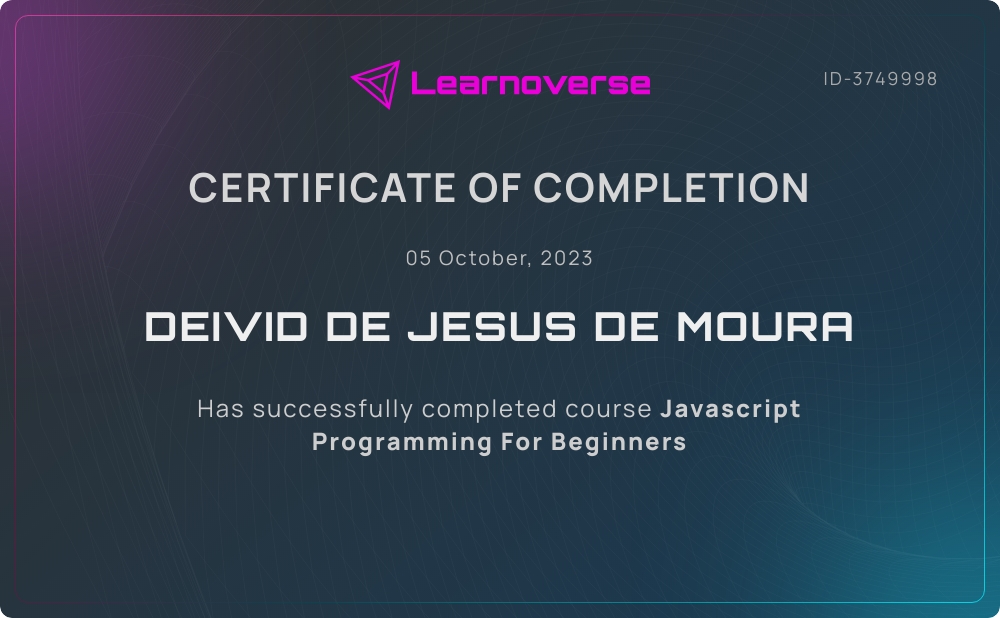 Learnoverse
ID-3749998
CERTIFICATE OF COMPLETION
05 October, 2023
DEIVID DE JESUS DE MOURA
Has successfully completed course Javascript
Programming For Beginners